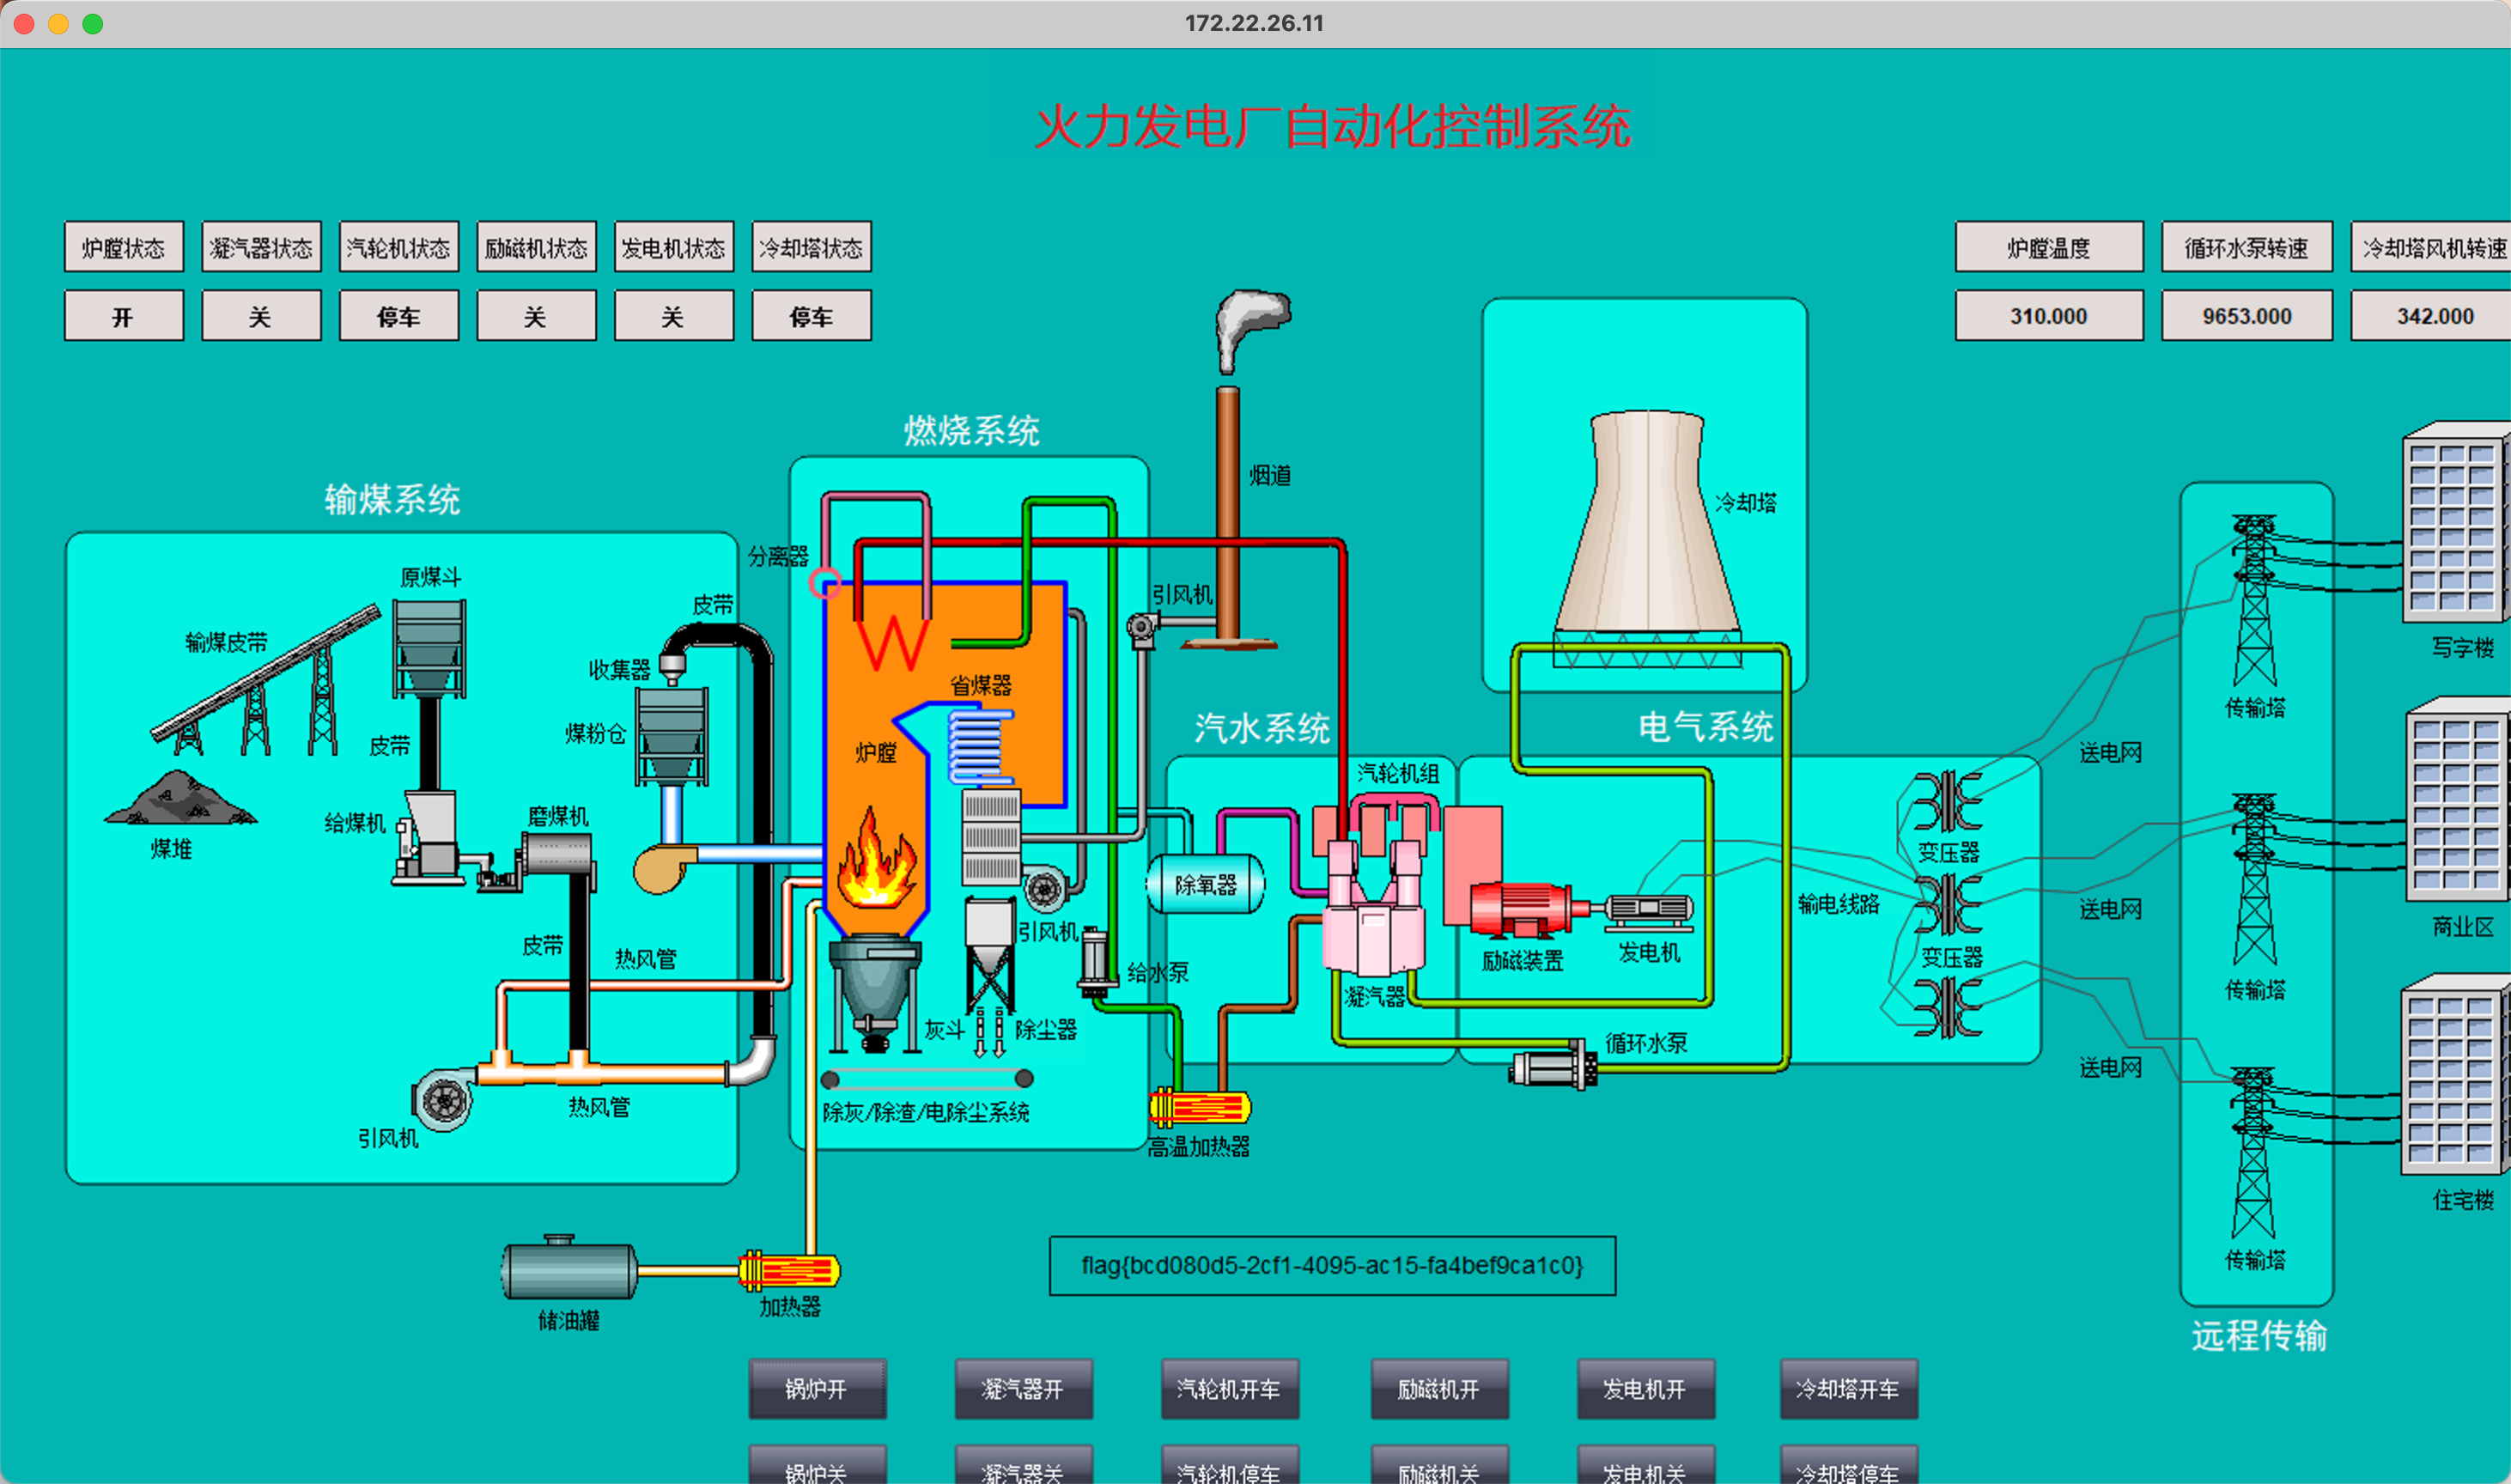 172.22.26.11
火力发电厂自动化控制系统
炉膛状态 凝汽器状态 汽轮机状态 励磁机状态 发电机状态 冷却塔状态
开 关 停车 关 关 停车
炉膛温度 循环水泵转速 冷却塔风机转速
310.000 9653.000 342.000
燃烧系统
输煤系统
烟道
冷却塔
分离器
原煤斗
引风机
皮带
输煤皮带
收集器
写字楼
省煤器
传输塔
汽水系统
电气系统
煤粉仓
皮带
炉膛
送电网
汽轮机组
给煤机
磨煤机
煤堆
变压器
除氧器
输电线路
送电网
引风机
商业区
皮带
热风管
励磁装置
发电机
变压器
给水泵
凝汽器
传输塔
灰斗
除尘器
循环水泵
送电网
热风管
除灰/除渣/电除尘系统
引风机
高温加热器
住宅楼
传输塔
flag{bcd080d5-2cf1-4095-ac15-fa4bef9ca1c0}
加热器
储油罐
远程传输
锅炉开 凝汽器开 汽轮机开车 励磁机开 发电机开 冷却塔开车
锅炉关 凝汽器关 汽轮机停车 励磁机关 发电机关 冷却塔停车